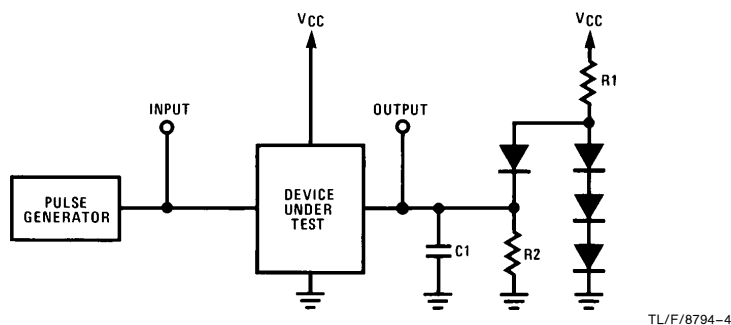 VCC
VCC
R1
INPUT
OUTPUT
PULSE
GENERATOR
DEVICE
UNDER
TEST
C1
R2
TL/F/8794–4